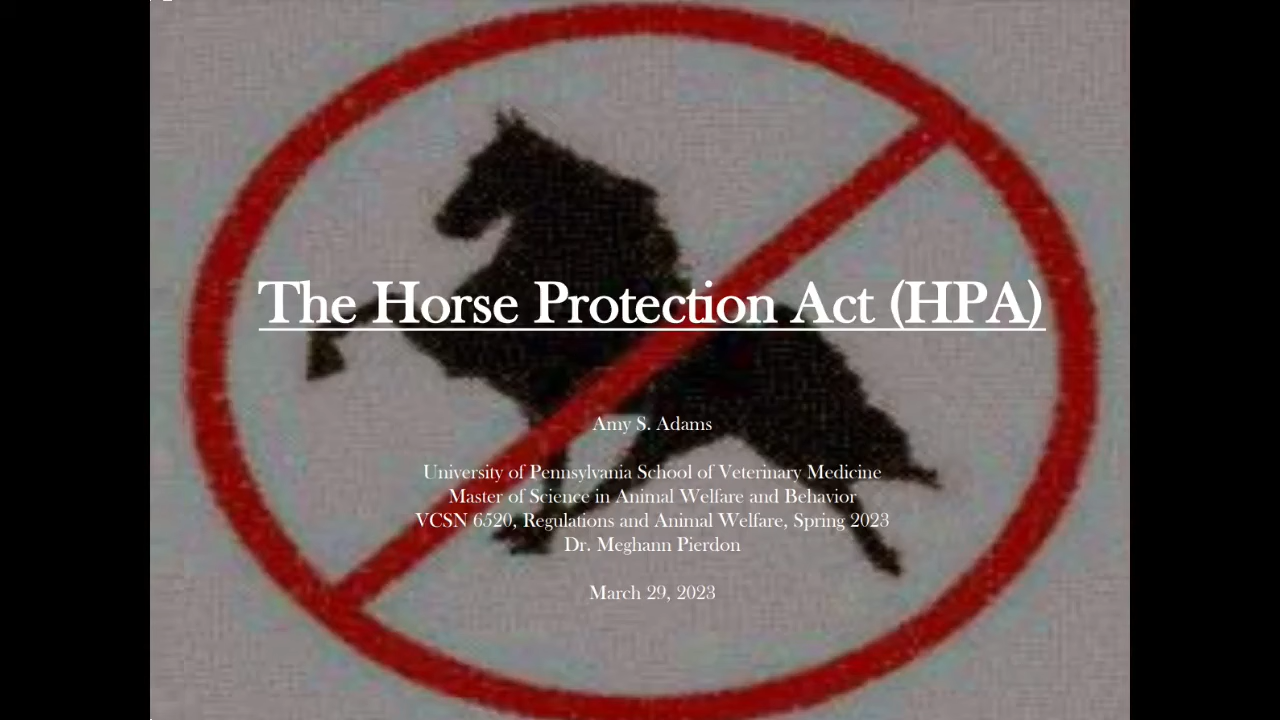 The Horse Protection Act (HPA)
Amy S. Adams
University of Pennsylvania School of Veterinary Medicine
Master of Science in Animal Welfare and Behavior
VCSN 6520, Regulations and Animal Welfare, Spring 2023
Dr. Meghann Pierdon
March 29, 2023